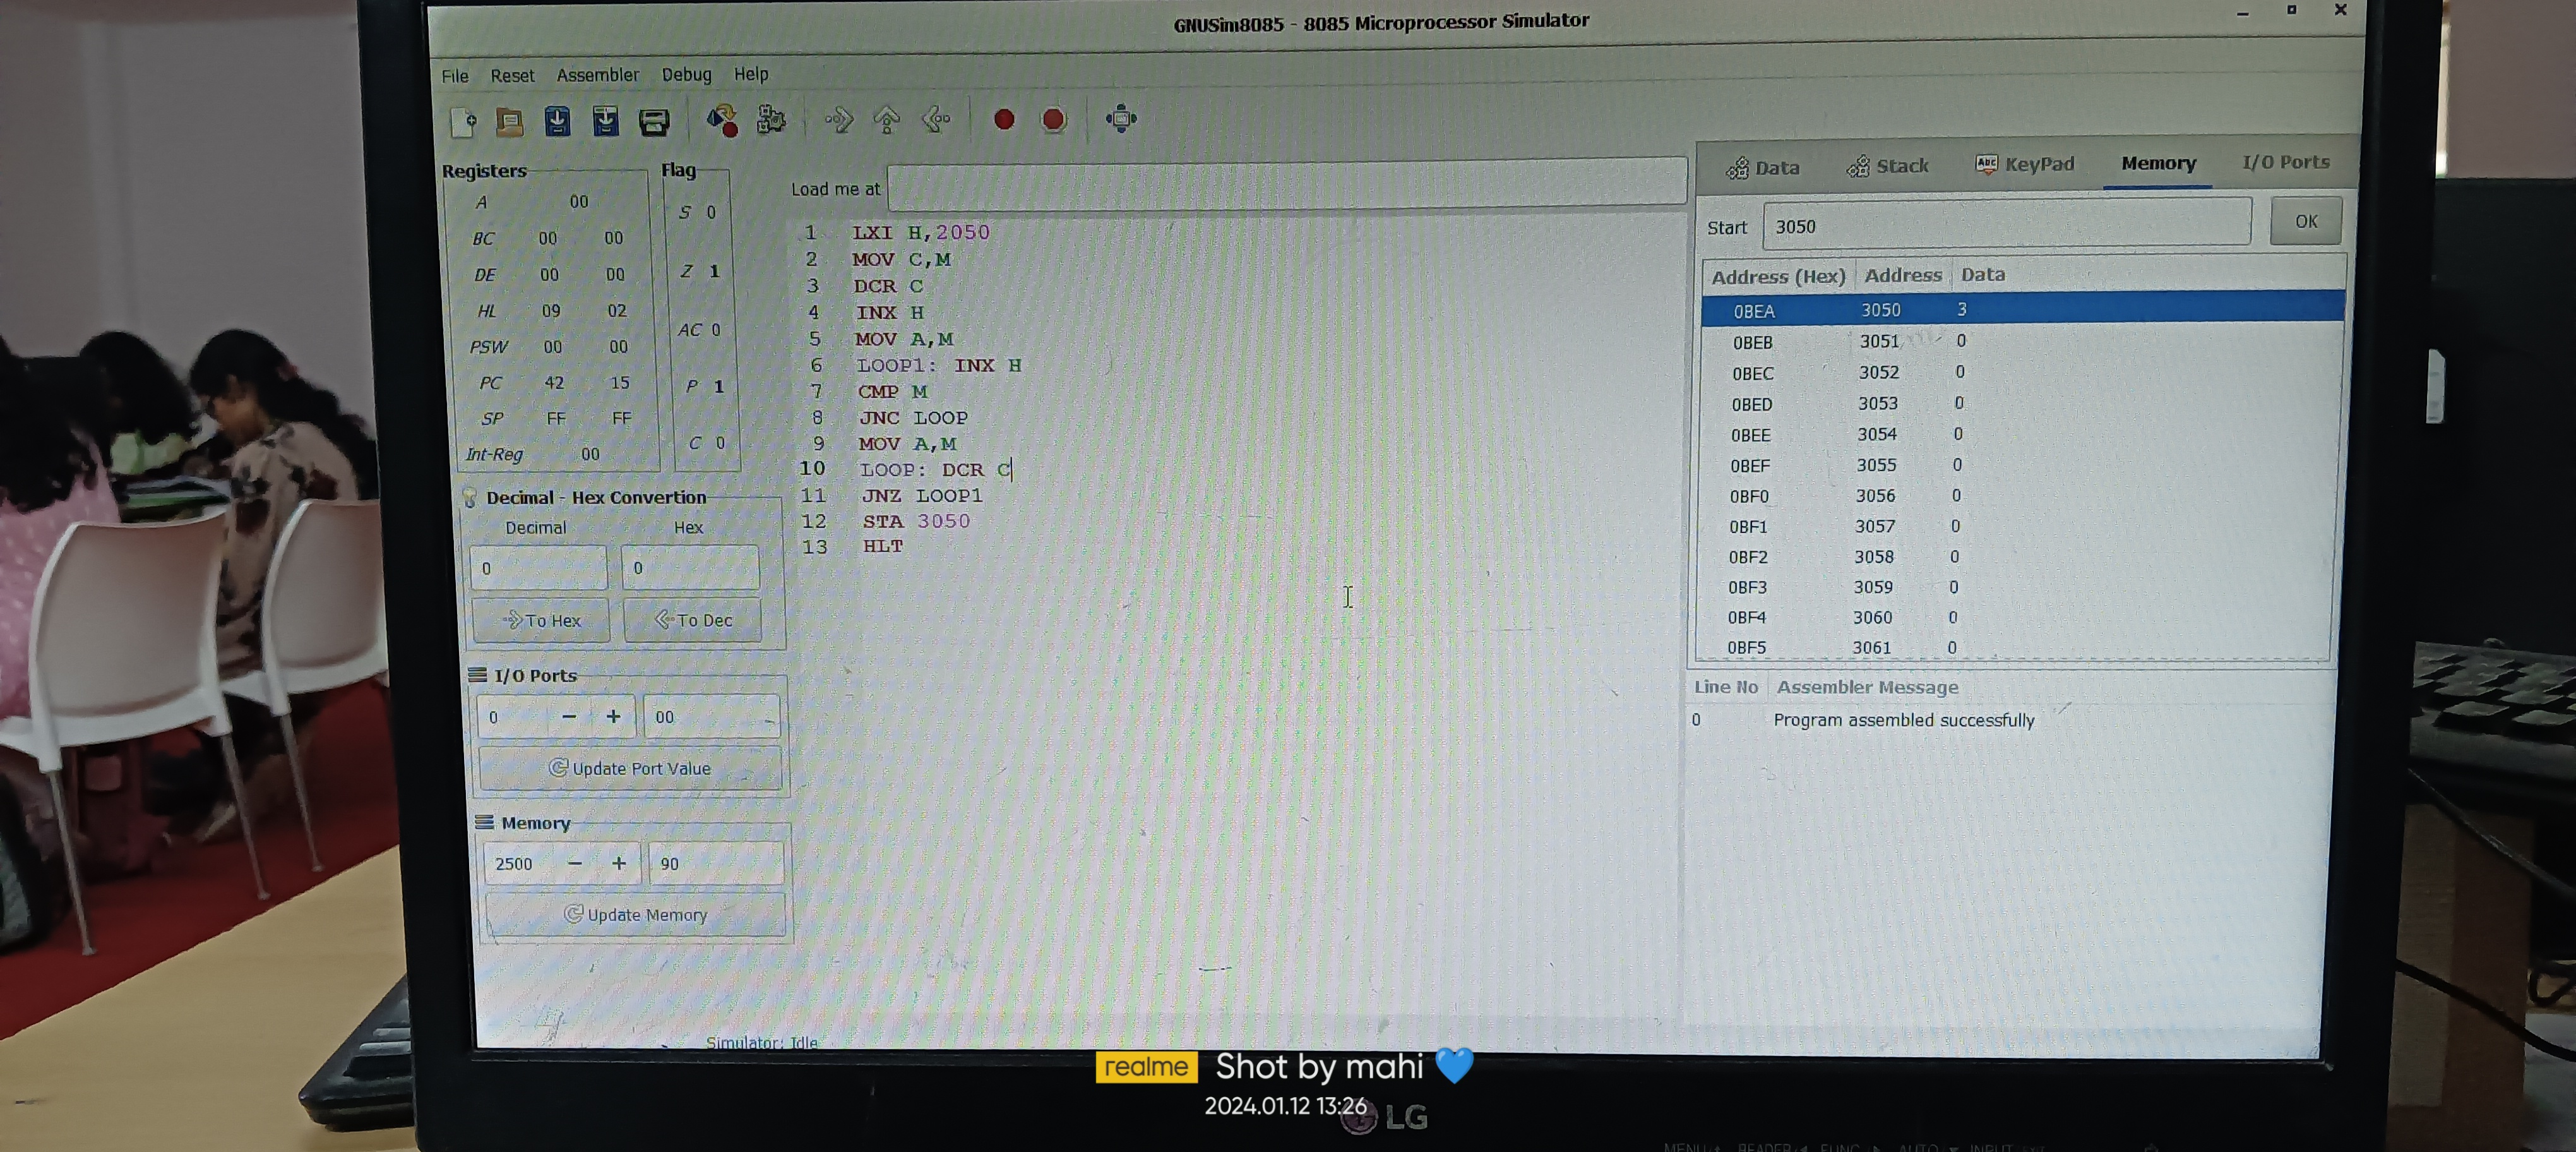 GNUSim8085 - 8085 Microprocessor Simulator
File Reset Assembler Debug Help
Registers
A 00
BC 00 00
DE 00 00
HL 09 02
PSW 00 00
PC 42 15
SP FF FF
Int-Reg 00
Flag
S 0
Z 1
AC 0
P 1
C 0
Decimal - Hex Convertion
Decimal Hex
0 0
To Hex To Dec
I/O Ports
0 - + 00
Update Port Value
Memory
2500 - + 90
Update Memory
Simulator: Idle
Load me at
1 LXI H,2050
2 MOV C,M
3 DCR C
4 INX H
5 MOV A,M
6 LOOP1: INX H
7 CMP M
8 JNC LOOP
9 MOV A,M
10 LOOP: DCR C
11 JNZ LOOP1
12 STA 3050
13 HLT
Data Stack KeyPad Memory I/O Ports
Start 3050 OK
Address (Hex) Address Data
0BEA 3050 3
0BEB 3051 0
0BEC 3052 0
0BED 3053 0
0BEE 3054 0
0BEF 3055 0
0BF0 3056 0
0BF1 3057 0
0BF2 3058 0
0BF3 3059 0
0BF4 3060 0
0BF5 3061 0
Line No Assembler Message
0 Program assembled successfully
realme Shot by mahi 💙
2024.01.12 13:26
LG